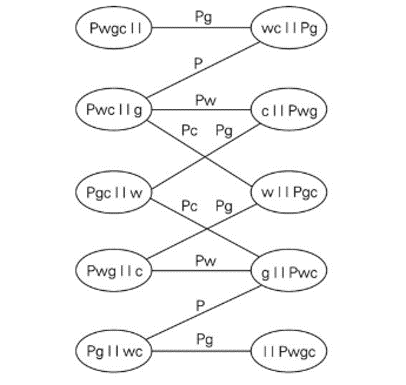 Pwgc I I Pg wc I I Pg
P
Pwc I I g Pw c I I Pwg
Pc Pg
Pgc I I w w I I Pgc
Pc Pg
Pwg I I c Pw g I I Pwc
P
Pg I I wc Pg I I Pwgc